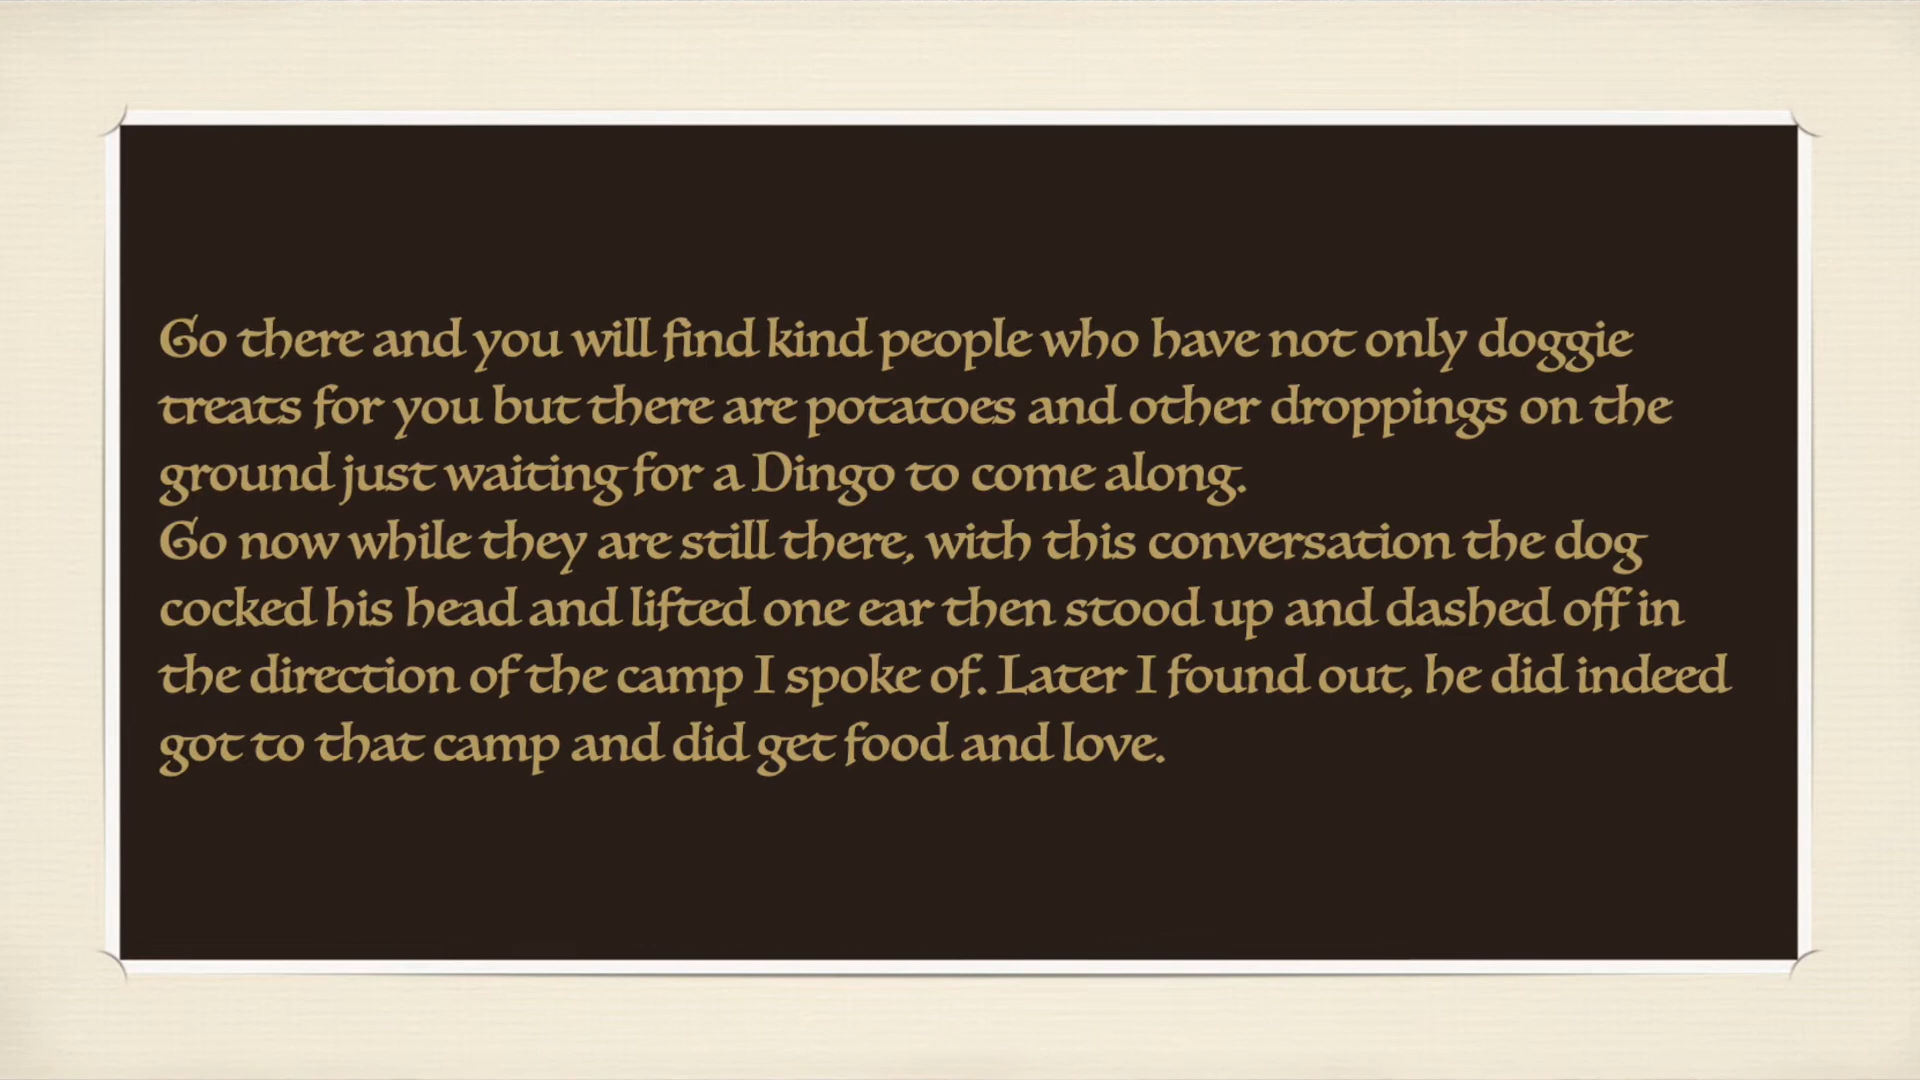 Go there and you will find kind people who have not only doggie
treats for you but there are potatoes and other droppings on the
ground just waiting for a Dingo to come along.
Go now while they are still there, with this conversation the dog
cocked his head and lifted one ear then stood up and dashed off in
the direction of the camp I spoke of. Later I found out, he did indeed
got to that camp and did get food and love.